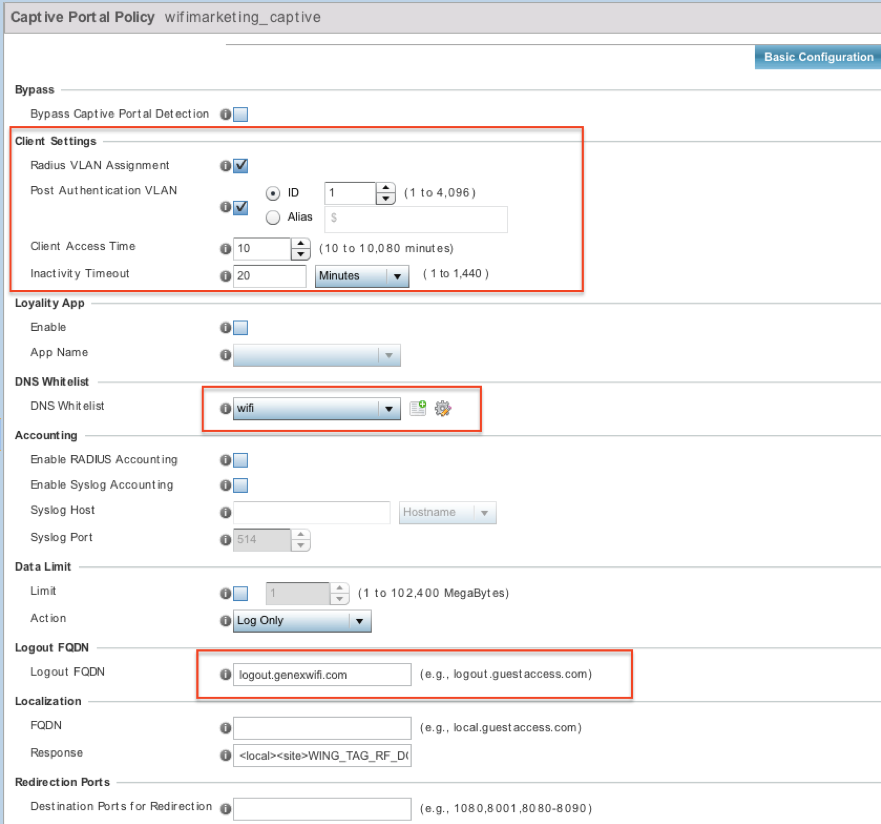 Captive Portal Policy wifimarketing_captive
Basic Configuration
Bypass
Bypass Captive Portal Detection
Client Settings
Radius VLAN Assignment
Post Authentication VLAN
ID 1 (1 to 4,096)
Alias $
Client Access Time 10 (10 to 10,080 minutes)
Inactivity Timeout 20 Minutes (1 to 1,440)
Loyality App
Enable
App Name
DNS Whitelist
DNS Whitelist wifi
Accounting
Enable RADIUS Accounting
Enable Syslog Accounting
Syslog Host Hostname
Syslog Port 514
Data Limit
Limit 1 (1 to 102,400 MegaBytes)
Action Log Only
Logout FQDN
Logout FQDN logout.genexwifi.com (e.g., logout.guestaccess.com)
Localization
FQDN (e.g., local.guestaccess.com)
Response <local><site>WING_TAG_RF_D
Redirection Ports
Destination Ports for Redirection (e.g., 1080,8001,8080-8090)